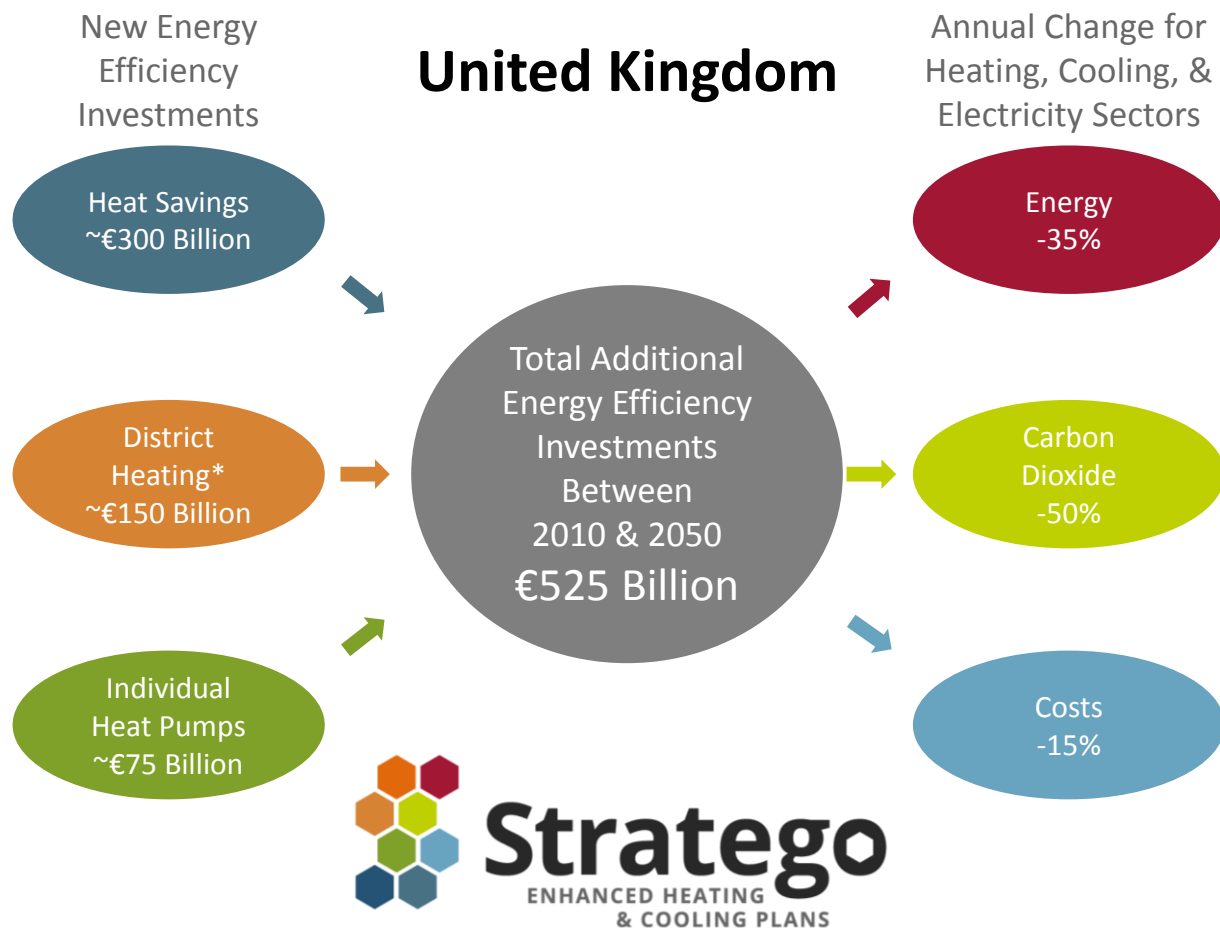 New Energy
Efficiency
Investments
United Kingdom
Annual Change for
Heating, Cooling, &
Electricity Sectors
Heat Savings
~€300 Billion
District
Heating*
~€150 Billion
Individual
Heat Pumps
~€75 Billion
Total Additional
Energy Efficiency
Investments
Between
2010 & 2050
€525 Billion
Energy
-35%
Carbon
Dioxide
-50%
Costs
-15%
Stratego
ENHANCED HEATING
& COOLING PLANS